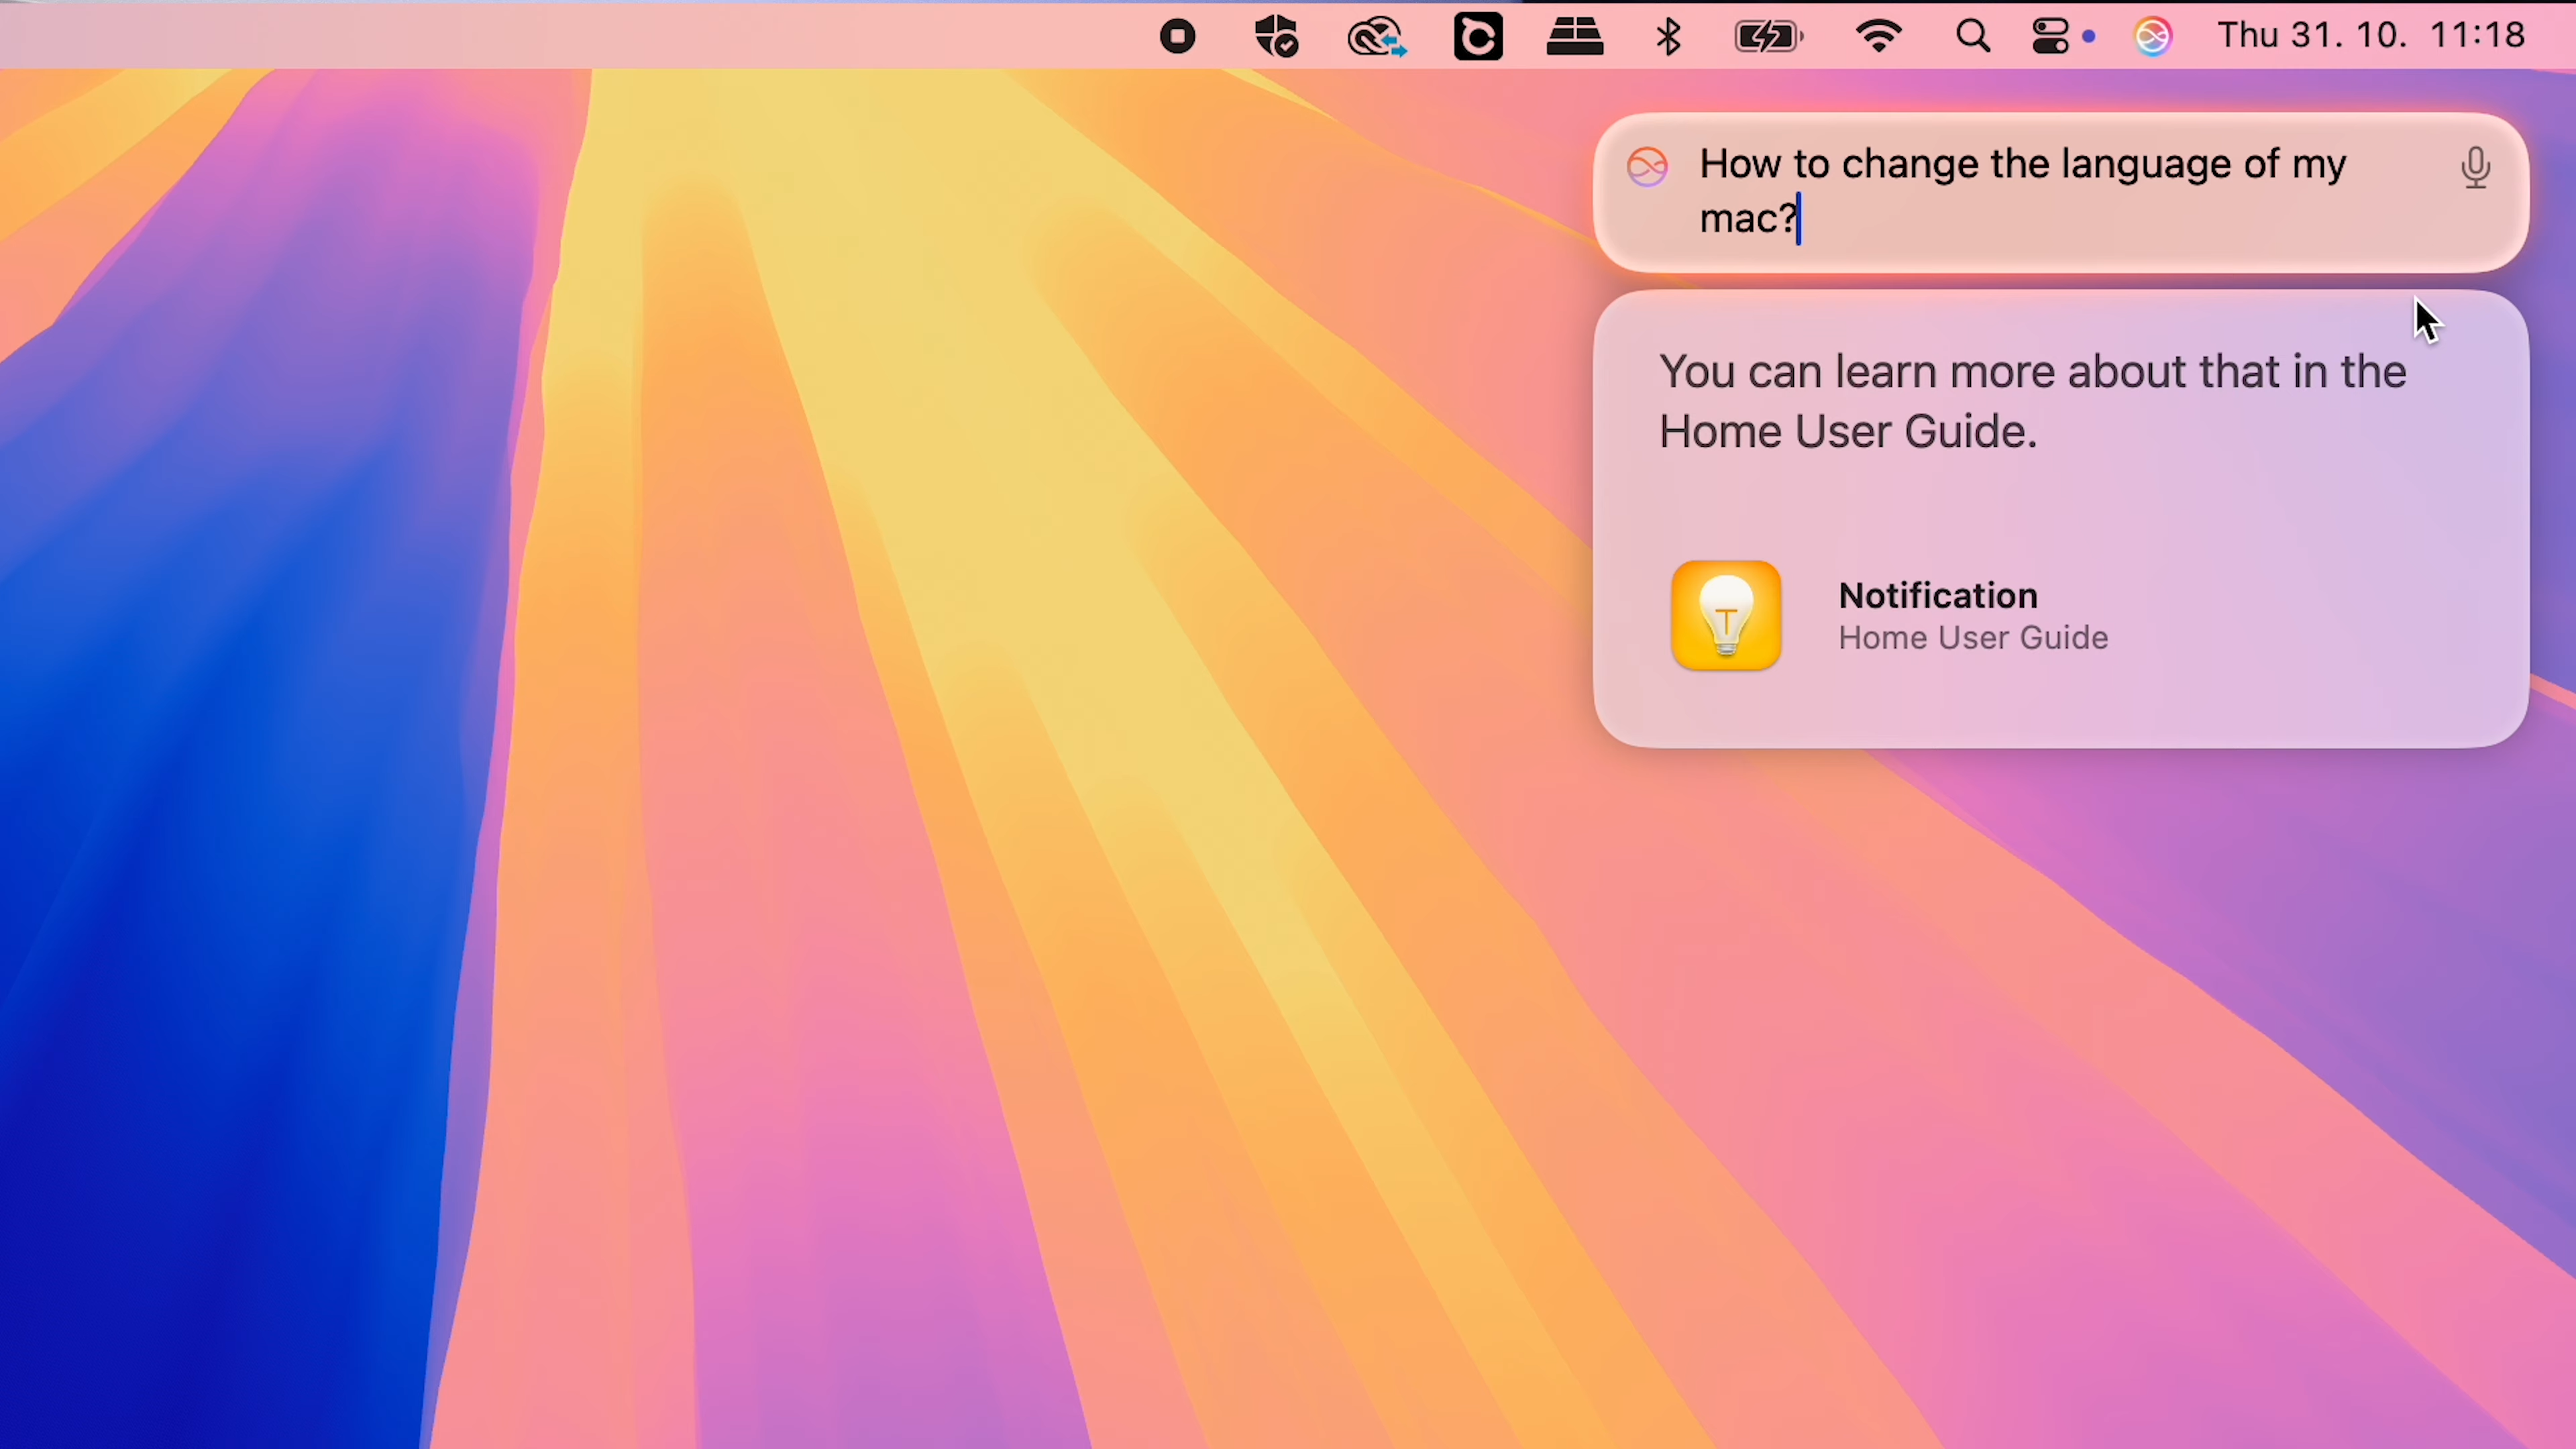 Thu 31. 10. 11:18
How to change the language of my
mac?
You can learn more about that in the
Home User Guide.
Notification
Home User Guide